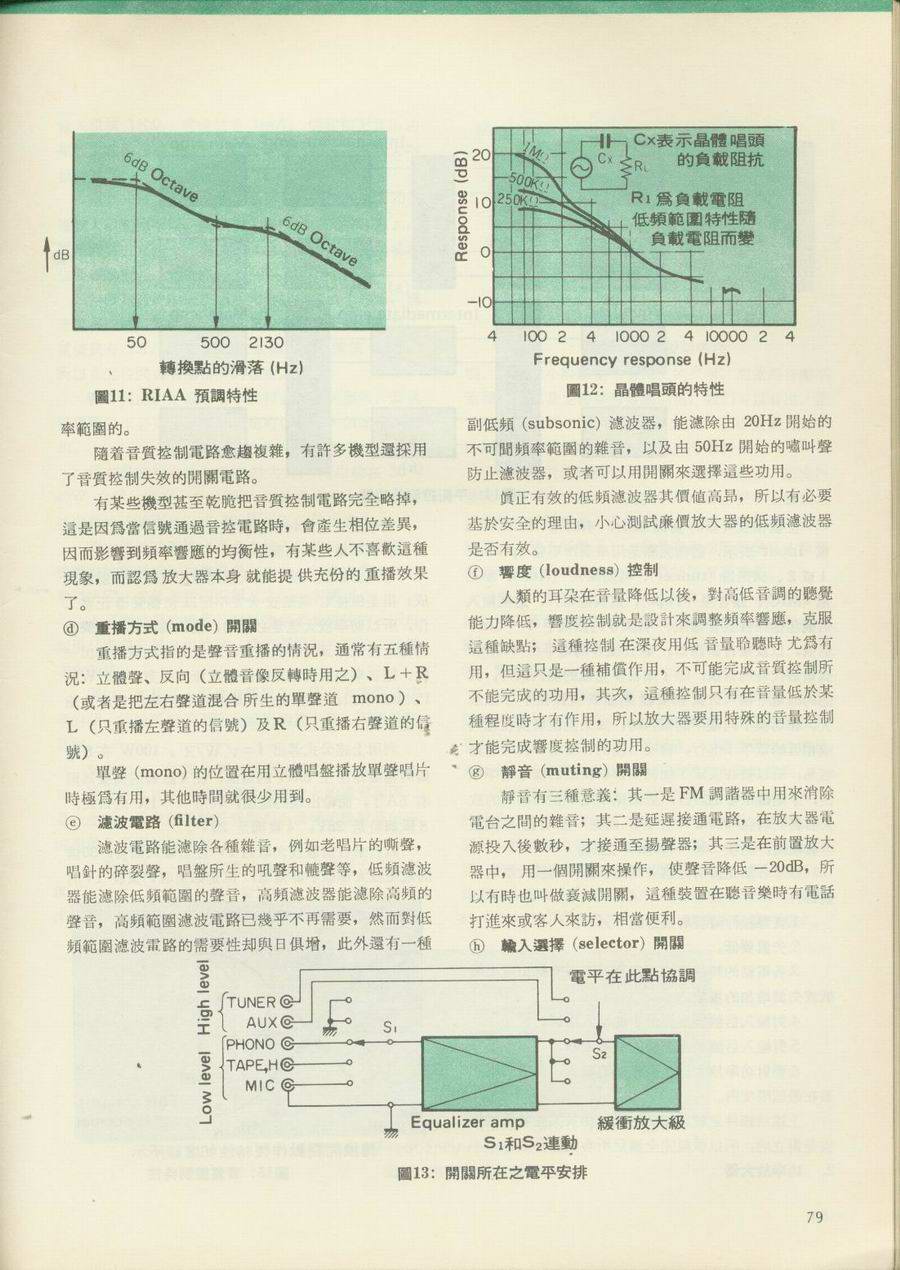 6dB Octave
6dB Octave
dB
50 500 2130
轉換點的滑落 (Hz)
圖11: RIAA 預調特性
Response (dB)
20
10
0
-10
1MΩ
500KΩ
250KΩ
Cx
RL
Cx表示晶體唱頭
的負載阻抗
R1 爲負載電阻
低頻範圍特性隨
負載電阻而變
4 100 2 4 1000 2 4 10000 2 4
Frequency response (Hz)
圖12: 晶體唱頭的特性
率範圍的。
隨着音質控制電路愈趨複雜，有許多機型還採用
了音質控制失效的開關電路。
有某些機型甚至乾脆把音質控制電路完全略掉，
這是因爲當信號通過音控電路時，會產生相位差異，
因而影響到頻率響應的均衡性，有某些人不喜歡這種
現象，而認爲放大器本身就能提供充份的重播效果
了。
ⓓ 重播方式 (mode) 開關
重播方式指的是聲音重播的情況，通常有五種情
況：立體聲、反向（立體音像反轉時用之）、L＋R
（或者是把左右聲道混合所生的單聲道 mono）、
L（只重播左聲道的信號）及R（只重播右聲道的信
號）。
單聲 (mono) 的位置在用立體唱盤播放單聲唱片
時極爲有用，其他時間就很少用到。
ⓔ 濾波電路 (filter)
濾波電路能濾除各種雜音，例如老唱片的嘶聲，
唱針的碎裂聲，唱盤所生的吼聲和轆聲等，低頻濾波
器能濾除低頻範圍的聲音，高頻濾波器能濾除高頻的
聲音，高頻範圍濾波電路已幾乎不再需要，然而對低
頻範圍濾波電路的需要性却與日俱增，此外還有一種
副低頻 (subsonic) 濾波器，能濾除由 20Hz 開始的
不可聞頻率範圍的雜音，以及由 50Hz 開始的嘯叫聲
防止濾波器，或者可以用開關來選擇這些功用。
眞正有效的低頻濾波器其價値高昂，所以有必要
基於安全的理由，小心測試廉價放大器的低頻濾波器
是否有效。
ⓕ 響度 (loudness) 控制
人類的耳朶在音量降低以後，對高低音調的聽覺
能力降低，響度控制就是設計來調整頻率響應，克服
這種缺點；這種控制在深夜用低音量聆聽時尤爲有
用，但這只是一種補償作用，不可能完成音質控制所
不能完成的功用，其次，這種控制只有在音量低於某
種程度時才有作用，所以放大器要用特殊的音量控制
才能完成響度控制的功用。
ⓖ 靜音 (muting) 開關
靜音有三種意義：其一是 FM 調諧器中用來消除
電台之間的雜音；其二是延遲接通電路，在放大器電
源投入後數秒，才接通至揚聲器；其三是在前置放大
器中，用一個開關來操作，使聲音降低 －20dB，所
以有時也叫做衰減開關，這種裝置在聽音樂時有電話
打進來或客人來訪，相當便利。
ⓗ 輸入選擇 (selector) 開關
High level
TUNER
AUX
Low level
PHONO
TAPE,H
MIC
S1
電平在此點協調
S2
Equalizer amp
緩衝放大級
S1和S2連動
圖13: 開關所在之電平安排
79